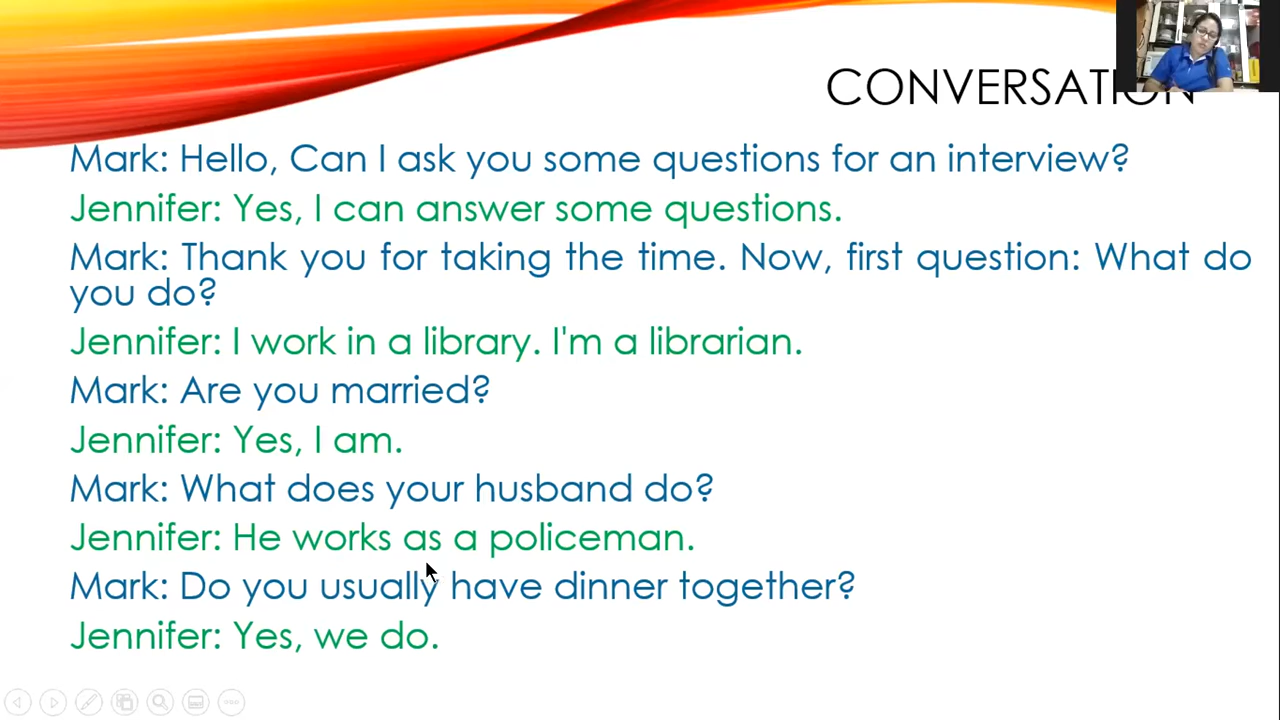 CONVERSATION
Mark: Hello, Can I ask you some questions for an interview?
Jennifer: Yes, I can answer some questions.
Mark: Thank you for taking the time. Now, first question: What do
you do?
Jennifer: I work in a library. I'm a librarian.
Mark: Are you married?
Jennifer: Yes, I am.
Mark: What does your husband do?
Jennifer: He works as a policeman.
Mark: Do you usually have dinner together?
Jennifer: Yes, we do.